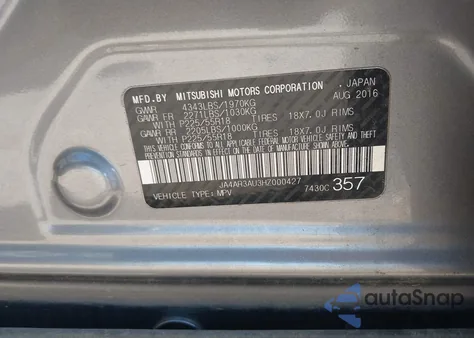 MFD.BY MITSUBISHI MOTORS CORPORATION , JAPAN
GVWR 4343LBS/1970KG AUG 2016
GAWR FR 2271LBS/1030KG
WITH P225/55R18 TIRES 18X7.0J RIMS
GAWR RR 2205LBS/1000KG
WITH P225/55R18 TIRES 18X7.0J RIMS
THIS VEHICLE CONFORMS TO ALL APPLICABLE FEDERAL MOTOR VEHICLE SAFETY
AND THEFT PREVENTION STANDARDS IN EFFECT ON THE DATE OF MANUFACTURE SHOWN ABOVE.
JA4AR3AU3HZ000427
VEHICLE TYPE: MPV 7430C 357
autoSnap